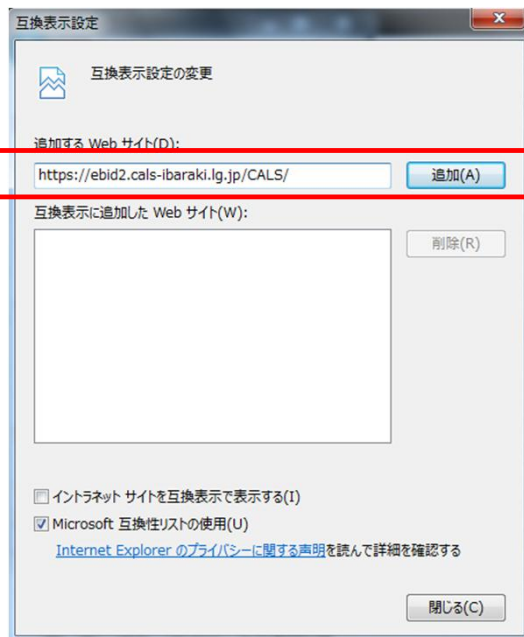 互換表示設定
互換表示設定の変更
追加する Web サイト(D):
https://ebid2.cals-ibaraki.lg.jp/CALS/
追加(A)
互換表示に追加した Web サイト(W):
削除(R)
イントラネット サイトを互換表示で表示する(I)
Microsoft 互換性リストの使用(U)
Internet Explorer のプライバシーに関する声明を読んで詳細を確認する
閉じる(C)